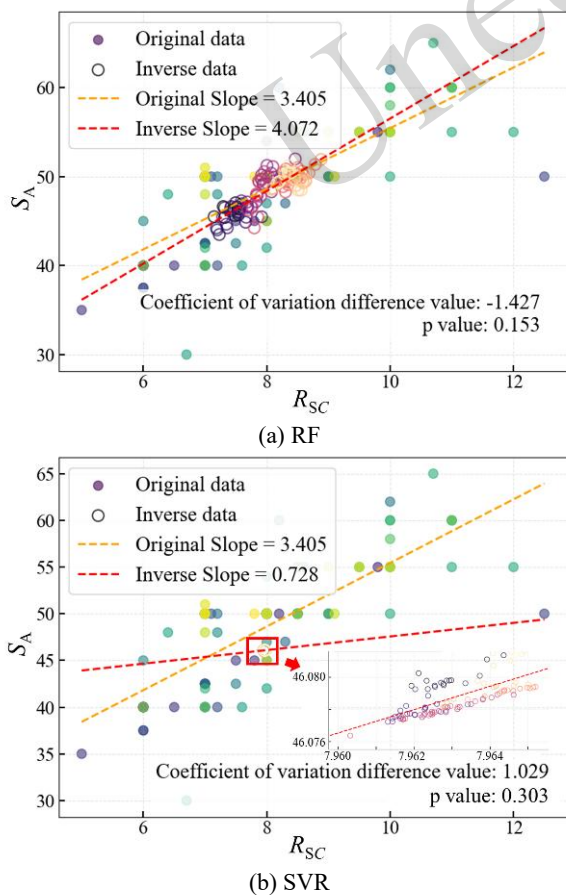 Original data
Inverse data
Original Slope = 3.405
Inverse Slope = 4.072
60
50
40
30
S_A
Coefficient of variation difference value: -1.427
p value: 0.153
6
8
10
12
R_SC
(a) RF
65
60
55
50
45
40
35
30
S_A
Original data
Inverse data
Original Slope = 3.405
Inverse Slope = 0.728
46.080
46.076
7.960
7.962
7.964
Coefficient of variation difference value: 1.029
p value: 0.303
6
8
10
12
R_SC
(b) SVR